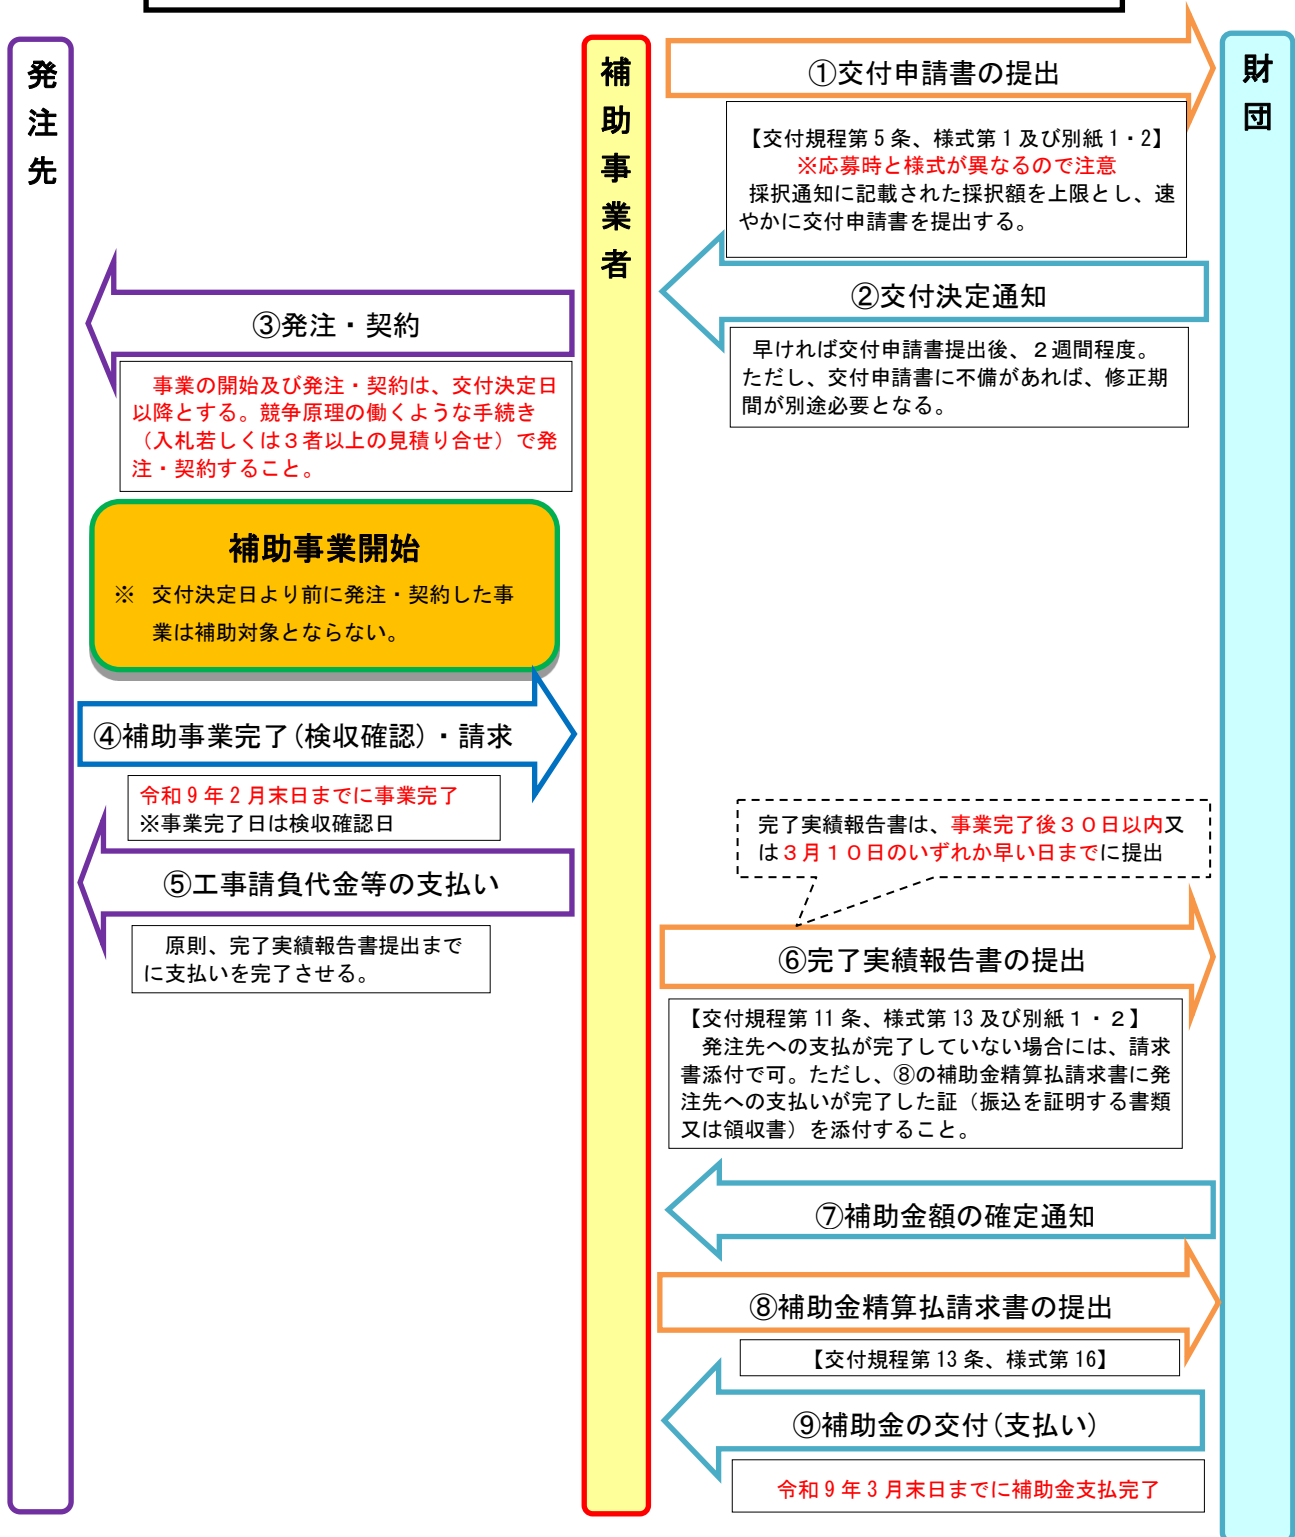 発注先
補助事業者
財団
①交付申請書の提出
【交付規程第5条、様式第1及び別紙1・2】
※応募時と様式が異なるので注意
採択通知に記載された採択額を上限とし、速
やかに交付申請書を提出する。
②交付決定通知
早ければ交付申請書提出後、２週間程度。
ただし、交付申請書に不備があれば、修正期
間が別途必要となる。
③発注・契約
事業の開始及び発注・契約は、交付決定日
以降とする。競争原理の働くような手続き
（入札若しくは３者以上の見積り合せ）で発
注・契約すること。
補助事業開始
※ 交付決定日より前に発注・契約した事
業は補助対象とならない。
④補助事業完了(検収確認)・請求
令和9年2月末日までに事業完了
※事業完了日は検収確認日
⑤工事請負代金等の支払い
原則、完了実績報告書提出まで
に支払いを完了させる。
完了実績報告書は、事業完了後３０日以内又
は３月１０日のいずれか早い日までに提出
⑥完了実績報告書の提出
【交付規程第11条、様式第13及び別紙１・２】
発注先への支払が完了していない場合には、請求
書添付で可。ただし、⑧の補助金精算払請求書に発
注先への支払いが完了した証（振込を証明する書類
又は領収書）を添付すること。
⑦補助金額の確定通知
⑧補助金精算払請求書の提出
【交付規程第13条、様式第16】
⑨補助金の交付(支払い)
令和9年3月末日までに補助金支払完了